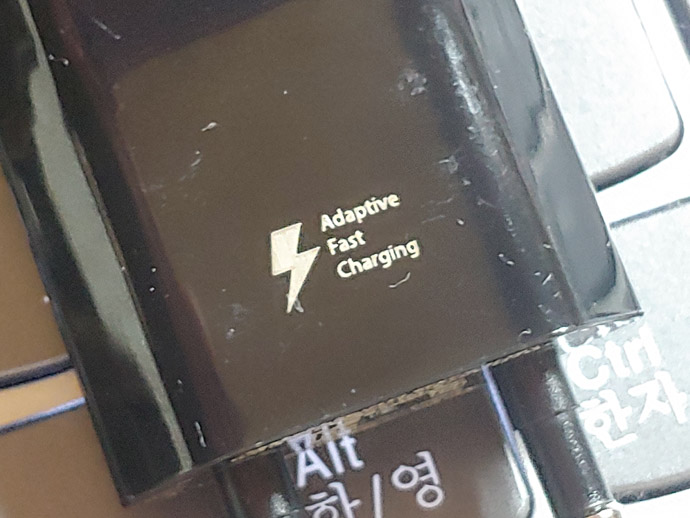 Adaptive
Fast
Charging
Ctrl
한자
Alt
한/영